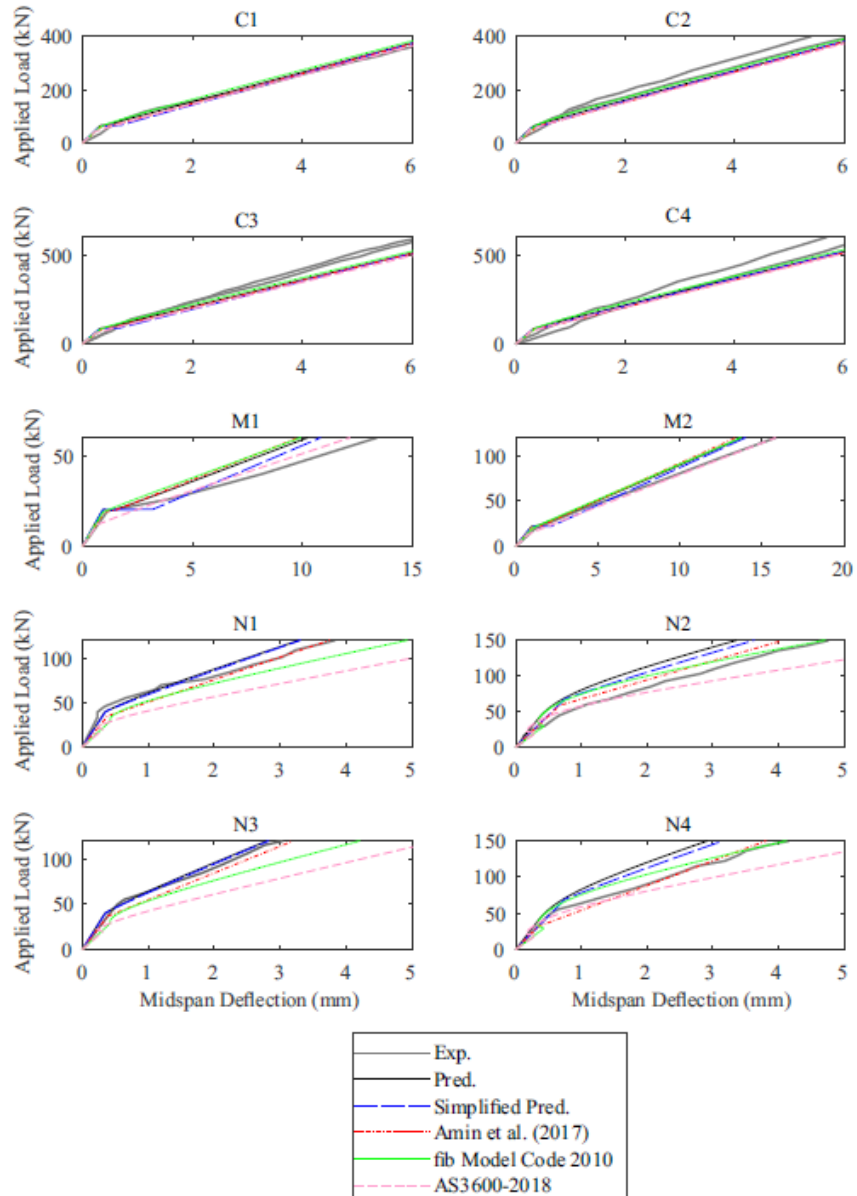 C1
C2
Applied Load (kN)
400
200
0
0 2 4 6
400
200
0
0 2 4 6
C3
C4
Applied Load (kN)
500
0
0 2 4 6
500
0
0 2 4 6
M1
M2
Applied Load (kN)
50
0
0 5 10 15
100
50
0
0 5 10 15 20
N1
N2
Applied Load (kN)
100
50
0
0 1 2 3 4 5
150
100
50
0
0 1 2 3 4 5
N3
N4
Applied Load (kN)
100
50
0
0 1 2 3 4 5
150
100
50
0
0 1 2 3 4 5
Midspan Deflection (mm)
Midspan Deflection (mm)
Exp.
Pred.
Simplified Pred.
Amin et al. (2017)
fib Model Code 2010
AS3600-2018